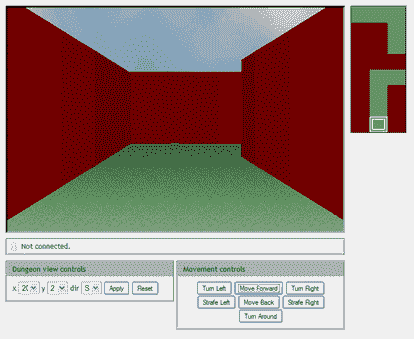 Not connected.
Dungeon view controls
x 20 y 2 dir S Apply Reset
Movement controls
Turn Left Move Forward Turn Right
Strafe Left Move Back Strafe Right
Turn Around